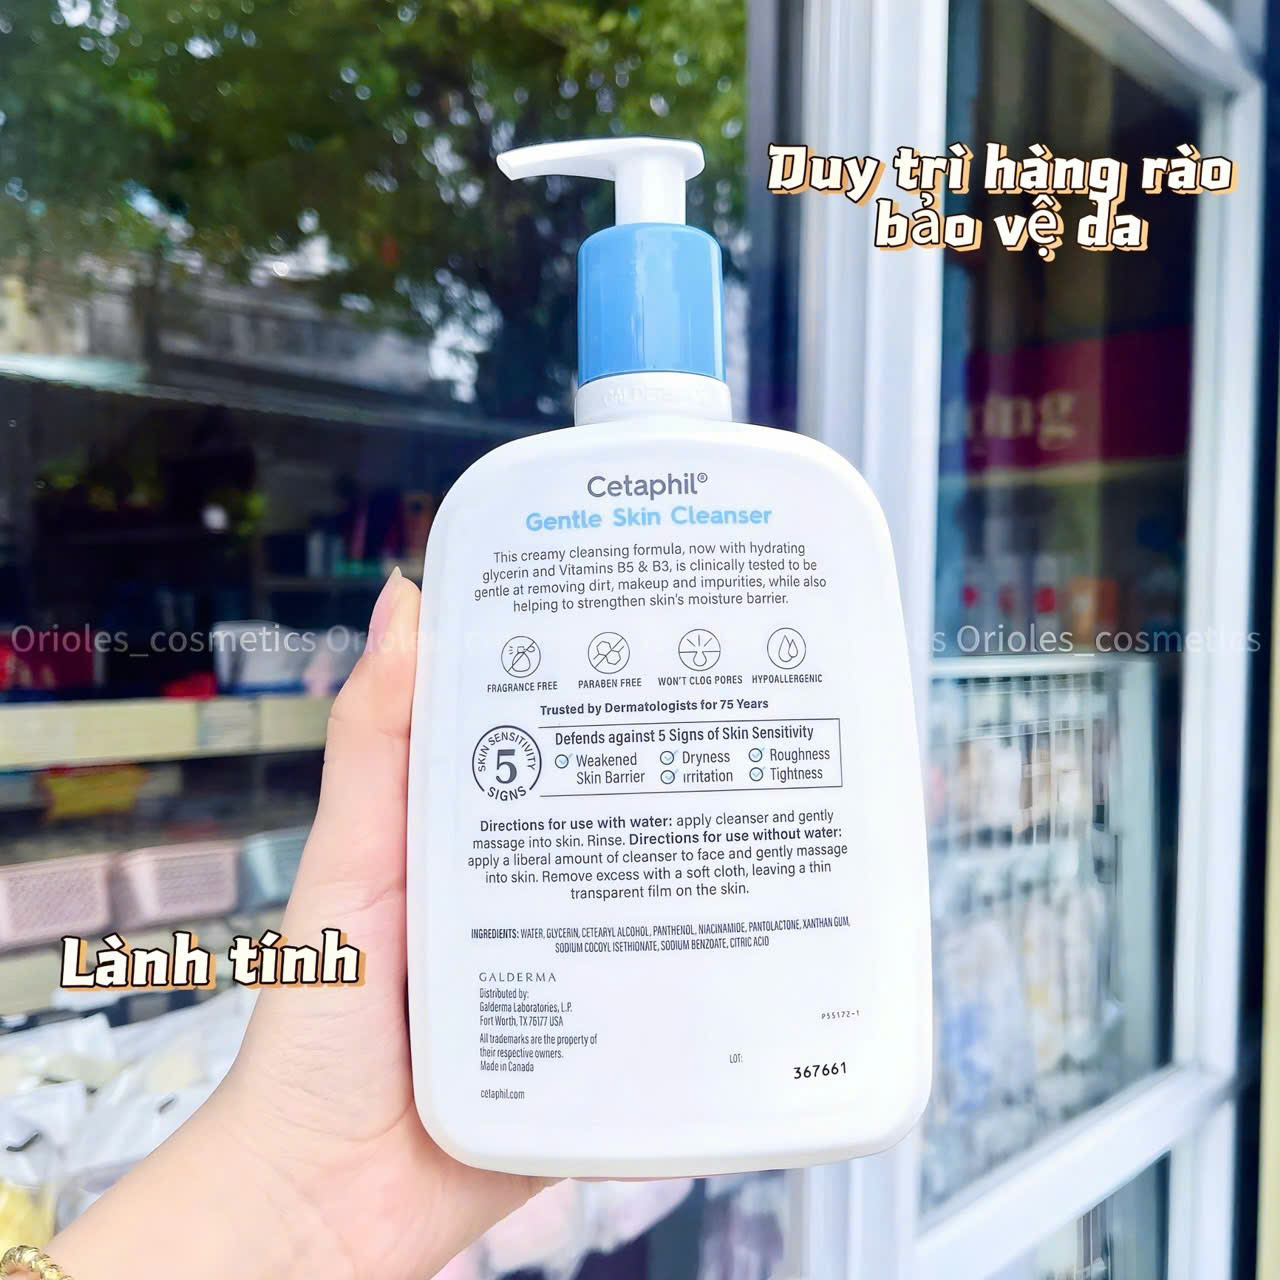 Duy trì hàng rào
bảo vệ da
Cetaphil®
Gentle Skin Cleanser
This creamy cleansing formula, now with hydrating
glycerin and Vitamins B5 & B3, is clinically tested to be
gentle at removing dirt, makeup and impurities, while also
helping to strengthen skin's moisture barrier.
Orioles_cosmetics Orioles_cosmetics Orioles_cosmetics
FRAGRANCE FREE PARABEN FREE WON'T CLOG PORES HYPOALLERGENIC
Trusted by Dermatologists for 75 Years
SKIN SENSITIVITY
5
SIGNS
Defends against 5 Signs of Skin Sensitivity
Weakened Dryness Roughness
Skin Barrier irritation Tightness
Directions for use with water: apply cleanser and gently
massage into skin. Rinse. Directions for use without water:
apply a liberal amount of cleanser to face and gently massage
into skin. Remove excess with a soft cloth, leaving a thin
transparent film on the skin.
INGREDIENTS: WATER, GLYCERIN, CETEARYL ALCOHOL, PANTHENOL, NIACINAMIDE, PANTOLACTONE, XANTHAN GUM,
SODIUM COCOYL ISETHIONATE, SODIUM BENZOATE, CITRIC ACID
Lành tính
GALDERMA
Distributed by:
Galderma Laboratories, L.P.
Fort Worth, TX 76177 USA
All trademarks are the property of
their respective owners.
Made in Canada
cetaphil.com
P55172-1
LOT:
367661